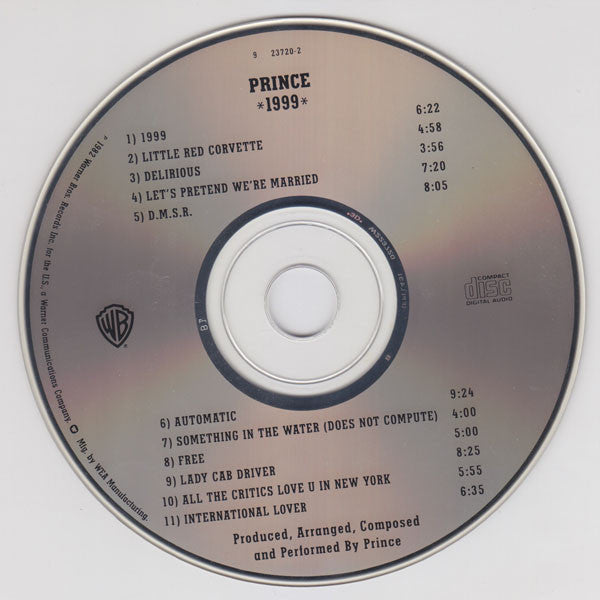 9 23720-2
PRINCE
*1999*
1) 1999 6:22
2) LITTLE RED CORVETTE 4:58
3) DELIRIOUS 3:56
4) LET'S PRETEND WE'RE MARRIED 7:20
5) D.M.S.R. 8:05
℗ 1982 Warner Bros. Records Inc. for the U.S., a Warner Communications Company. Mfg. by WEA Manufacturing.
WB
COMPACT
disc
DIGITAL AUDIO
6) AUTOMATIC 9:24
7) SOMETHING IN THE WATER (DOES NOT COMPUTE) 4:00
8) FREE 5:00
9) LADY CAB DRIVER 8:25
10) ALL THE CRITICS LOVE U IN NEW YORK 5:55
11) INTERNATIONAL LOVER 6:35
Produced, Arranged, Composed
and Performed By Prince